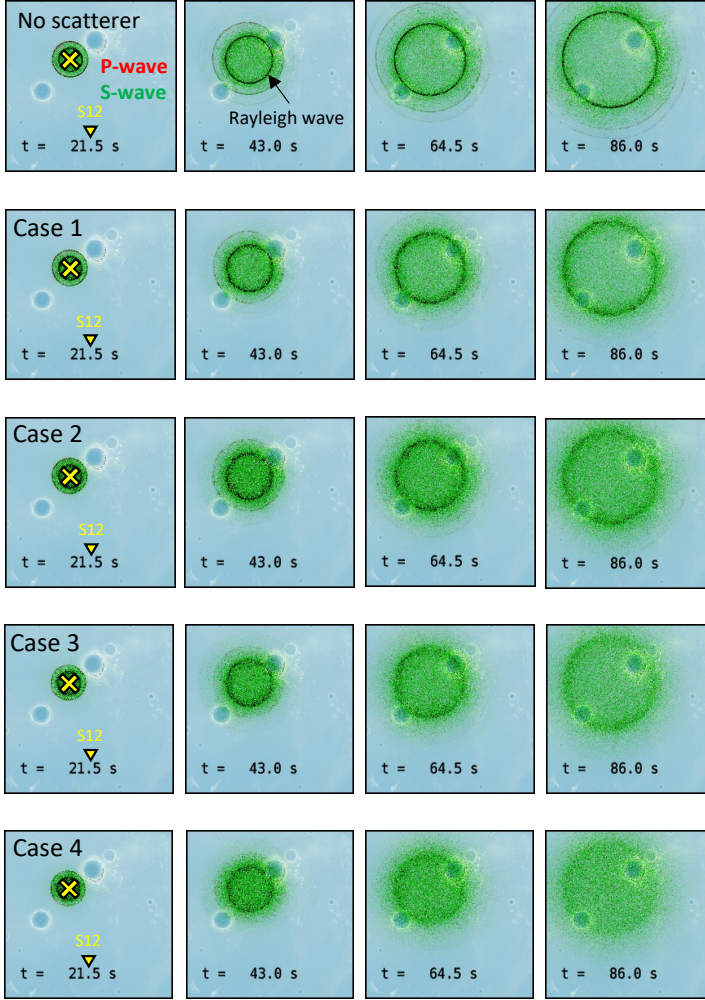 No scatterer
P-wave
S-wave
S12
t = 21.5 s
Rayleigh wave
t = 43.0 s
t = 64.5 s
t = 86.0 s
Case 1
S12
t = 21.5 s
t = 43.0 s
t = 64.5 s
t = 86.0 s
Case 2
S12
t = 21.5 s
t = 43.0 s
t = 64.5 s
t = 86.0 s
Case 3
S12
t = 21.5 s
t = 43.0 s
t = 64.5 s
t = 86.0 s
Case 4
S12
t = 21.5 s
t = 43.0 s
t = 64.5 s
t = 86.0 s